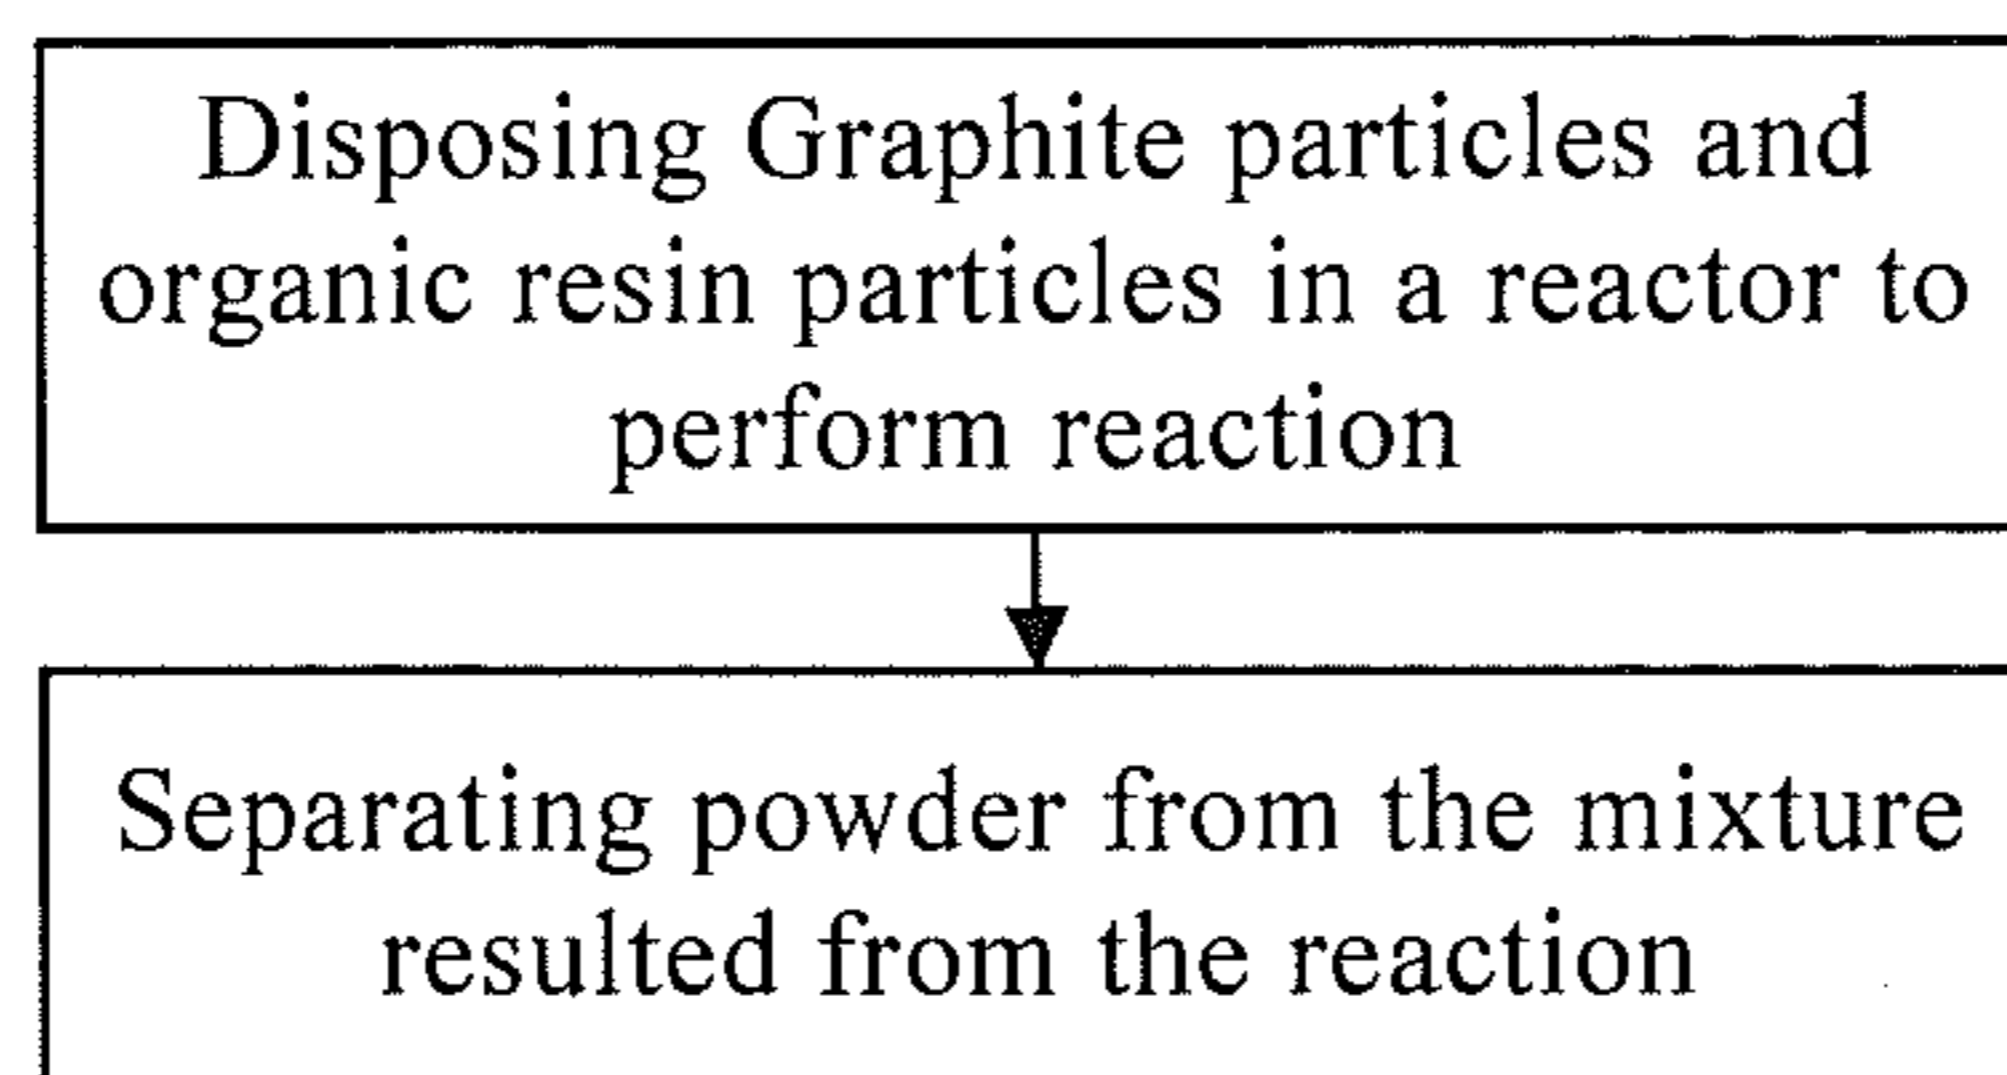 Disposing Graphite particles and
organic resin particles in a reactor to
perform reaction
Separating powder from the mixture
resulted from the reaction